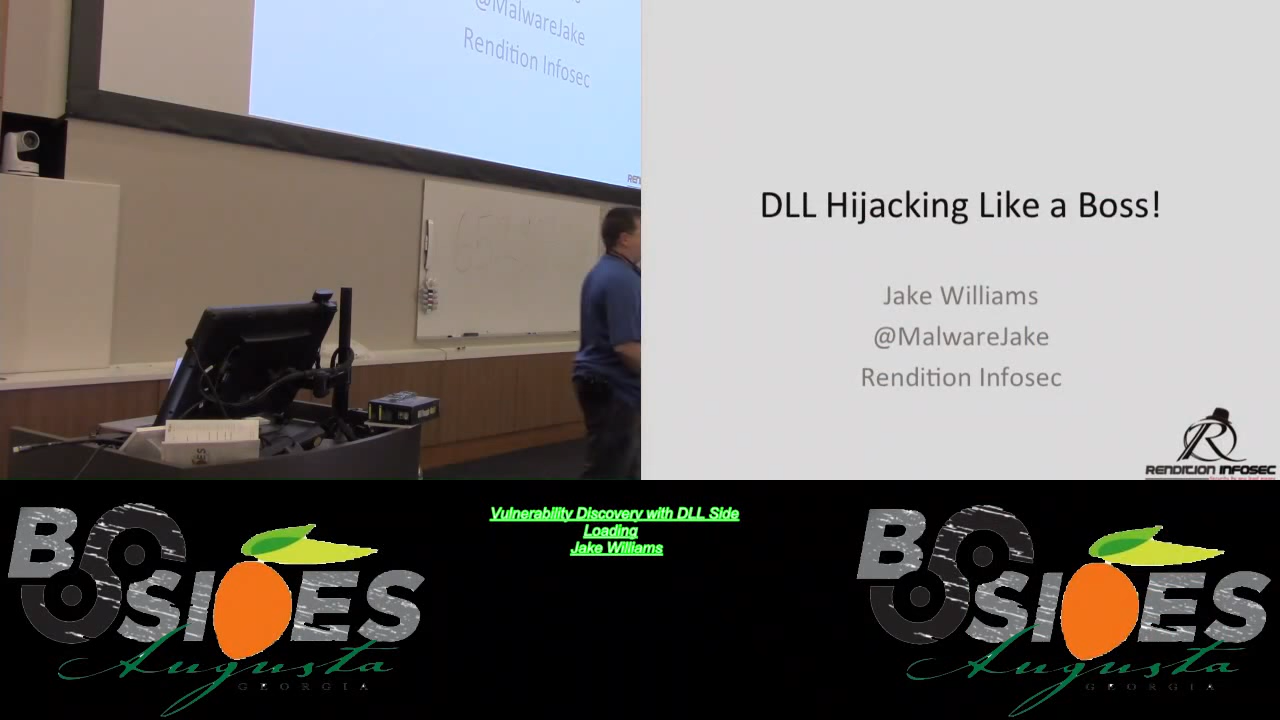 @MalwareJake
Rendition Infosec
DLL Hijacking Like a Boss!
Jake Williams
@MalwareJake
Rendition Infosec
R
RENDITION INFOSEC
Vulnerability Discovery with DLL Side
Loading
Jake Williams
BSIDES
Augusta
GEORGIA
BSIDES
Augusta
GEORGIA